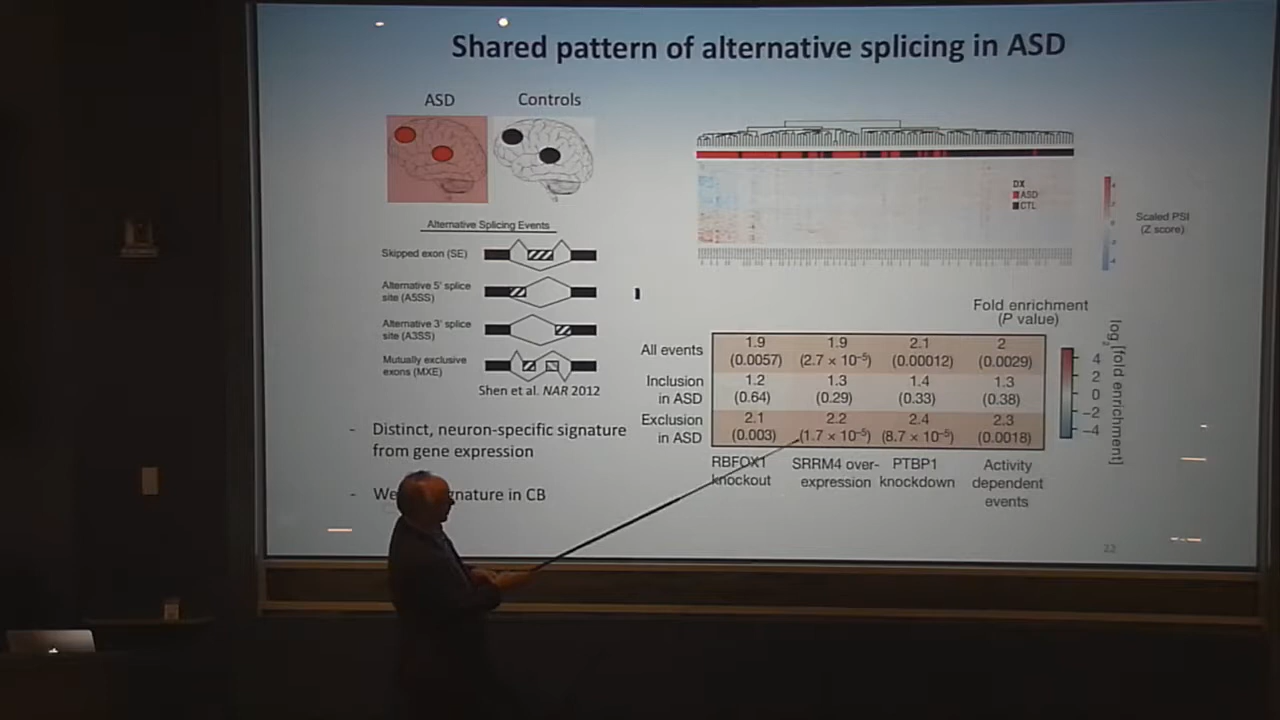 Shared pattern of alternative splicing in ASD
ASD
Controls
Alternative Splicing Events
Skipped exon (SE)
Alternative 5' splice
site (A5SS)
Alternative 3' splice
site (A3SS)
Mutually exclusive
exons (MXE)
Shen et al. NAR 2012
- Distinct, neuron-specific signature
from gene expression
- We gnature in CB
DX
ASD
CTL
Scaled PSI
(Z score)
Fold enrichment
(P value)
All events
1.9 1.9 2.1 2
(0.0057) (2.7 × 10⁻⁵) (0.00012) (0.0029)
Inclusion
in ASD
1.2 1.3 1.4 1.3
(0.64) (0.29) (0.33) (0.38)
Exclusion
in ASD
2.1 2.2 2.4 2.3
(0.003) (1.7 × 10⁻⁵) (8.7 × 10⁻⁵) (0.0018)
RBFOX1
knockout
SRRM4 over-
expression
PTBP1
knockdown
Activity
dependent
events
4
2
0
−2
−4
[fold enrichment]
22